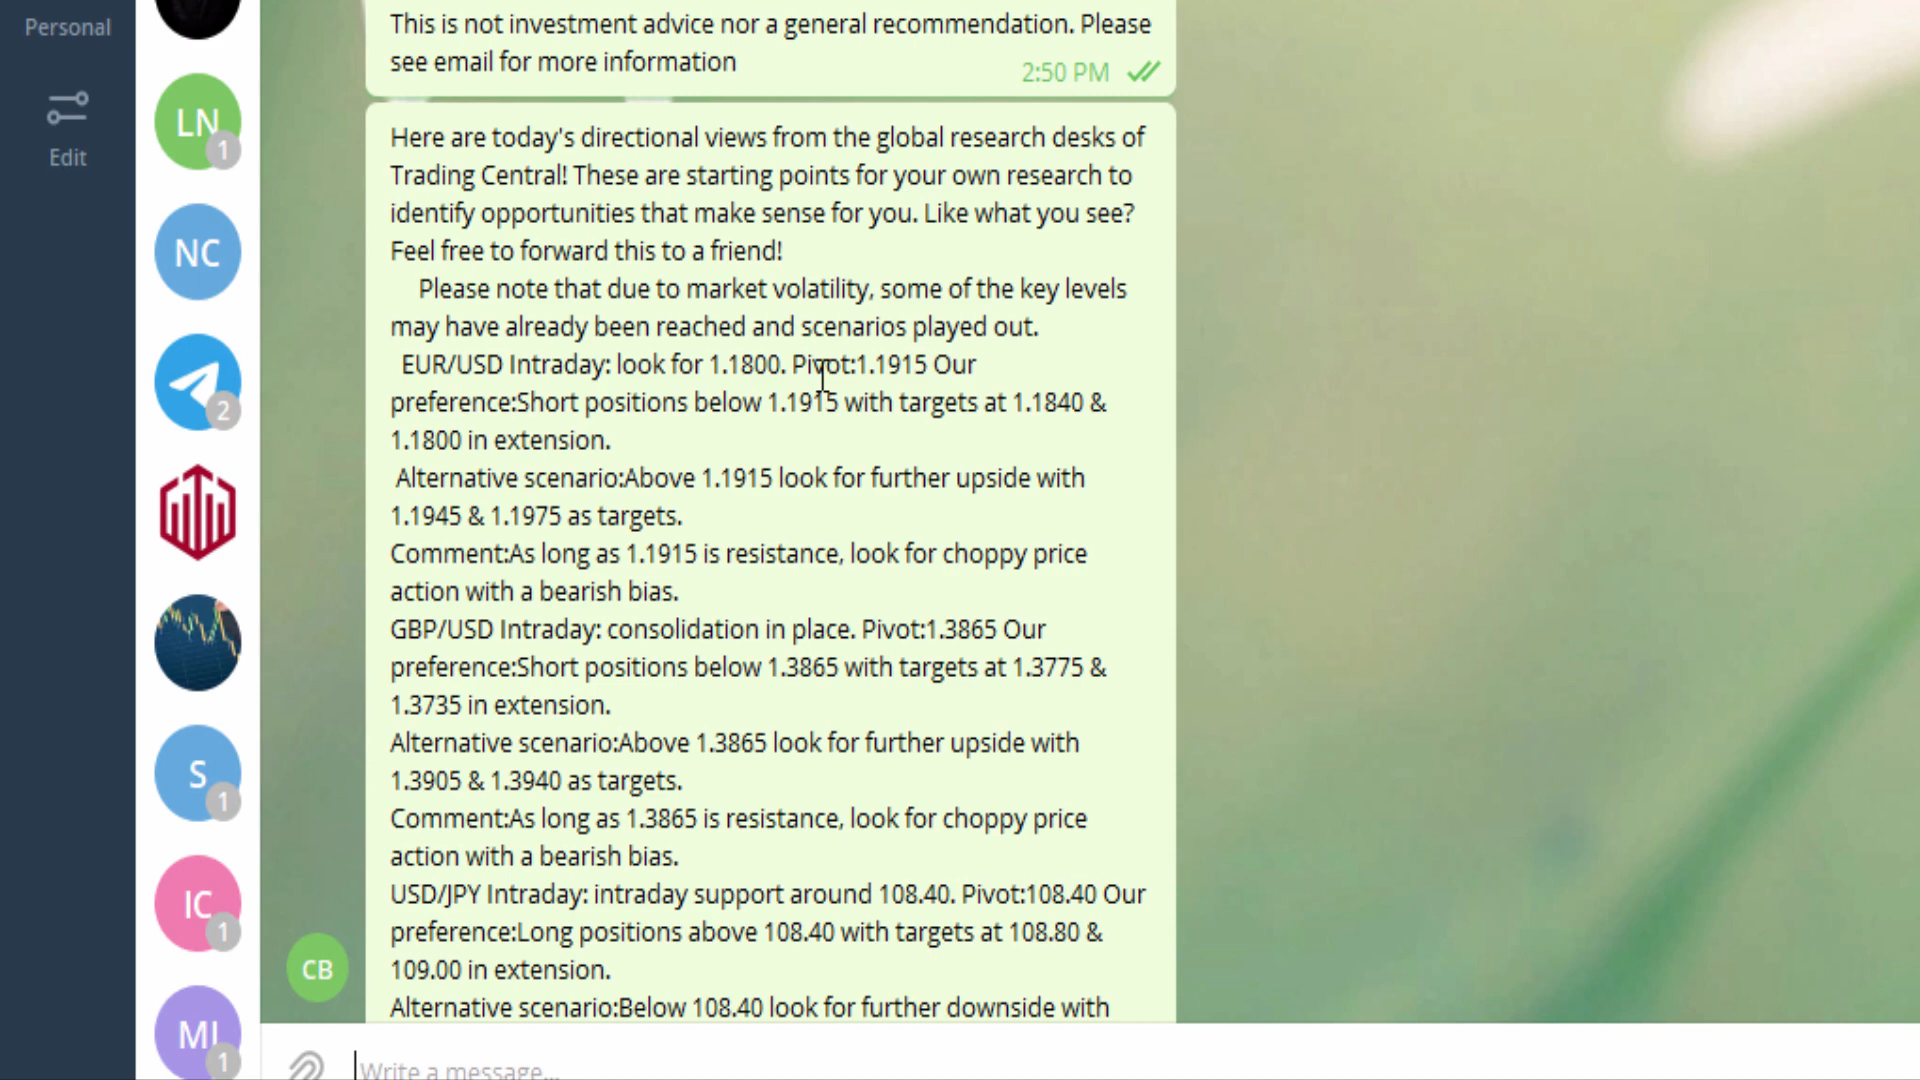 Personal
Edit
LN
1
NC
2
S
1
IC
1
MI
1
CB
This is not investment advice nor a general recommendation. Please
see email for more information
2:50 PM
Here are today's directional views from the global research desks of
Trading Central! These are starting points for your own research to
identify opportunities that make sense for you. Like what you see?
Feel free to forward this to a friend!
Please note that due to market volatility, some of the key levels
may have already been reached and scenarios played out.
EUR/USD Intraday: look for 1.1800. Pivot:1.1915 Our
preference:Short positions below 1.1915 with targets at 1.1840 &
1.1800 in extension.
Alternative scenario:Above 1.1915 look for further upside with
1.1945 & 1.1975 as targets.
Comment:As long as 1.1915 is resistance, look for choppy price
action with a bearish bias.
GBP/USD Intraday: consolidation in place. Pivot:1.3865 Our
preference:Short positions below 1.3865 with targets at 1.3775 &
1.3735 in extension.
Alternative scenario:Above 1.3865 look for further upside with
1.3905 & 1.3940 as targets.
Comment:As long as 1.3865 is resistance, look for choppy price
action with a bearish bias.
USD/JPY Intraday: intraday support around 108.40. Pivot:108.40 Our
preference:Long positions above 108.40 with targets at 108.80 &
109.00 in extension.
Alternative scenario:Below 108.40 look for further downside with
Write a message...